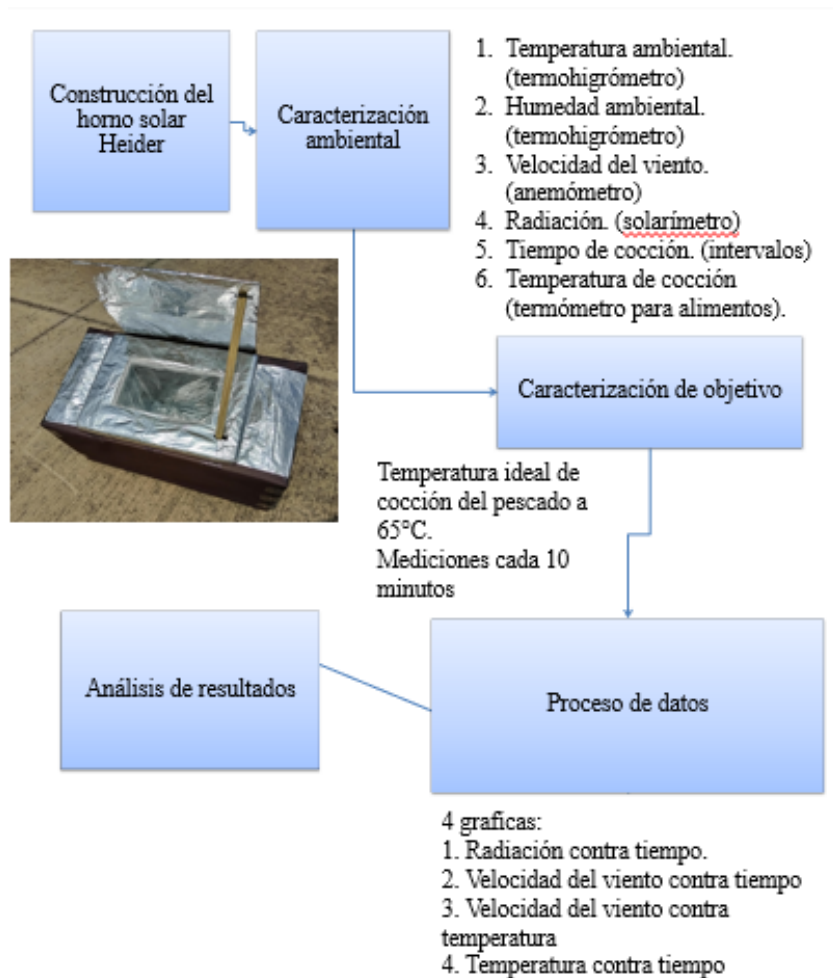 Construcción del
horno solar
Heider
Caracterización
ambiental
1. Temperatura ambiental.
(termohigrómetro)
2. Humedad ambiental.
(termohigrómetro)
3. Velocidad del viento.
(anemómetro)
4. Radiación. (solarímetro)
5. Tiempo de cocción. (intervalos)
6. Temperatura de cocción
(termómetro para alimentos).
Caracterización de objetivo
Temperatura ideal de
cocción del pescado a
65°C.
Mediciones cada 10
minutos
Proceso de datos
Análisis de resultados
4 graficas:
1. Radiación contra tiempo.
2. Velocidad del viento contra tiempo
3. Velocidad del viento contra
temperatura
4. Temperatura contra tiempo